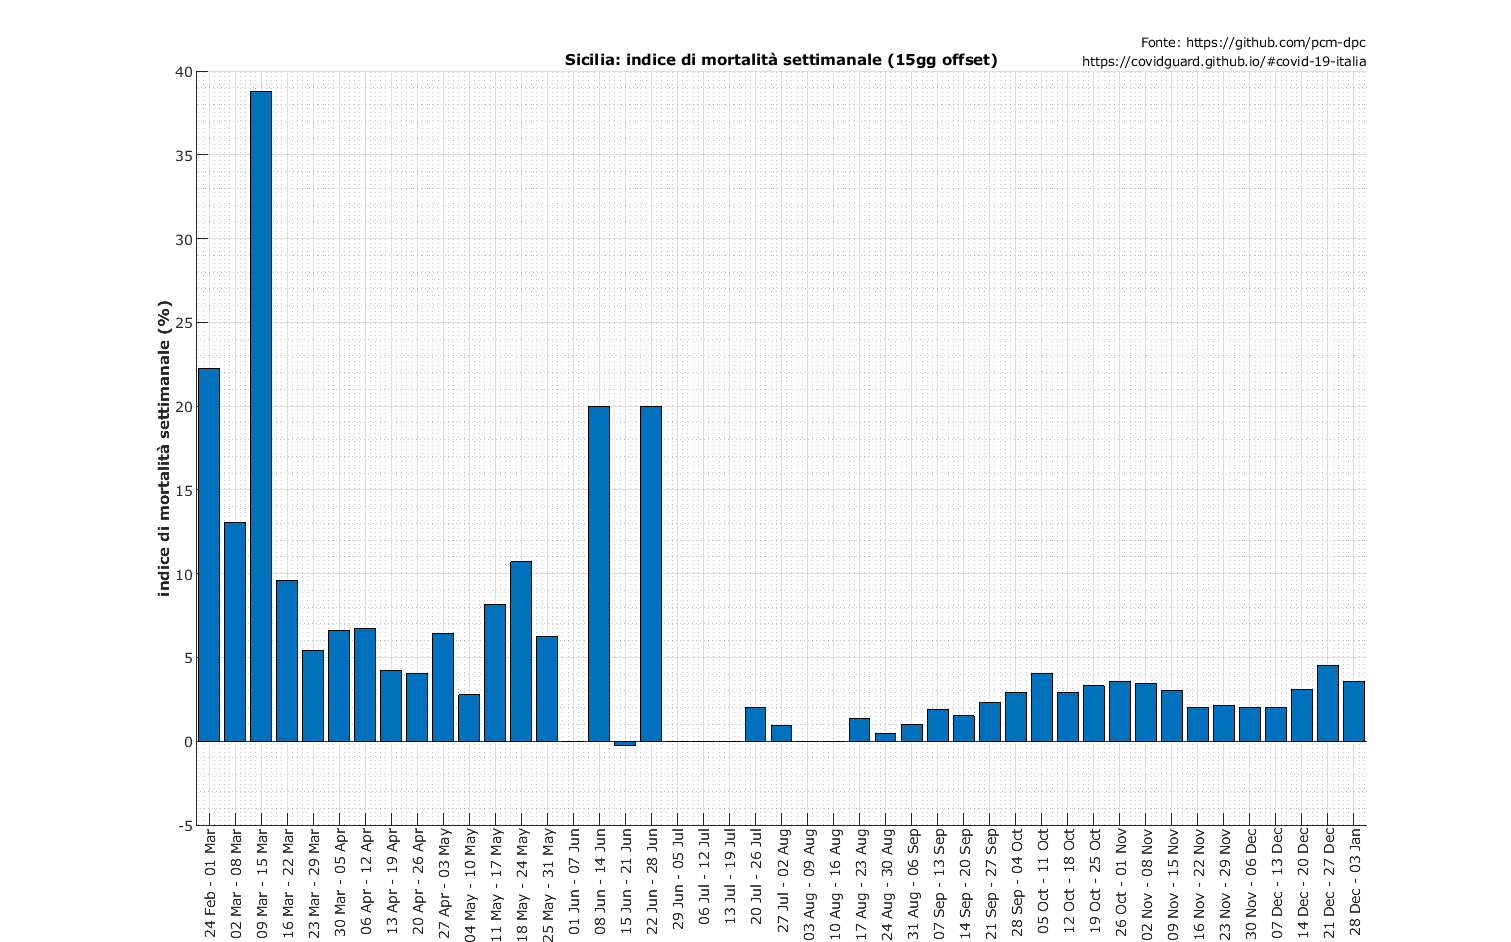 Fonte: https://github.com/pcm-dpc
Sicilia: indice di mortalità settimanale (15gg offset)
https://covidguard.github.io/#covid-19-italia
indice di mortalità settimanale (%)
40
35
30
25
20
15
10
5
0
-5
24 Feb - 01 Mar
02 Mar - 08 Mar
09 Mar - 15 Mar
16 Mar - 22 Mar
23 Mar - 29 Mar
30 Mar - 05 Apr
06 Apr - 12 Apr
13 Apr - 19 Apr
20 Apr - 26 Apr
27 Apr - 03 May
04 May - 10 May
11 May - 17 May
18 May - 24 May
25 May - 31 May
01 Jun - 07 Jun
08 Jun - 14 Jun
15 Jun - 21 Jun
22 Jun - 28 Jun
29 Jun - 05 Jul
06 Jul - 12 Jul
13 Jul - 19 Jul
20 Jul - 26 Jul
27 Jul - 02 Aug
03 Aug - 09 Aug
10 Aug - 16 Aug
17 Aug - 23 Aug
24 Aug - 30 Aug
31 Aug - 06 Sep
07 Sep - 13 Sep
14 Sep - 20 Sep
21 Sep - 27 Sep
28 Sep - 04 Oct
05 Oct - 11 Oct
12 Oct - 18 Oct
19 Oct - 25 Oct
26 Oct - 01 Nov
02 Nov - 08 Nov
09 Nov - 15 Nov
16 Nov - 22 Nov
23 Nov - 29 Nov
30 Nov - 06 Dec
07 Dec - 13 Dec
14 Dec - 20 Dec
21 Dec - 27 Dec
28 Dec - 03 Jan